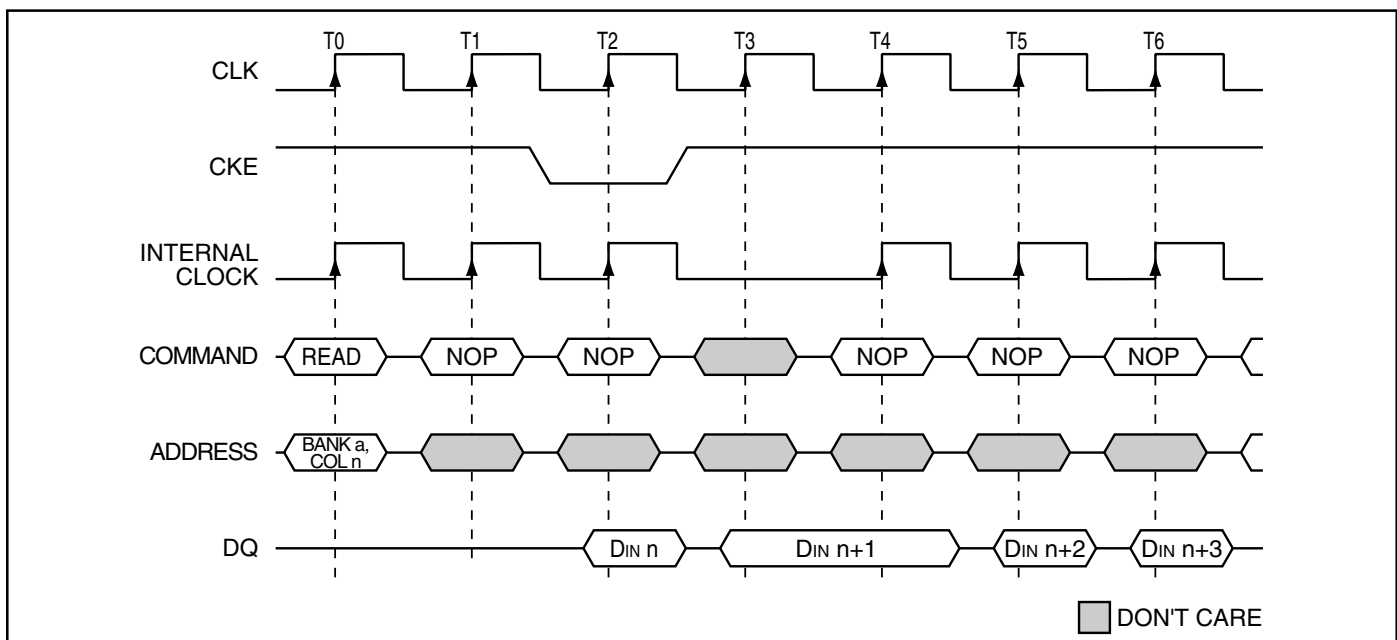 T0 T1 T2 T3 T4 T5 T6
CLK
CKE
INTERNAL
CLOCK
COMMAND READ NOP NOP NOP NOP NOP
ADDRESS BANK a,
COL n
DQ DIN n DIN n+1 DIN n+2 DIN n+3
DON'T CARE